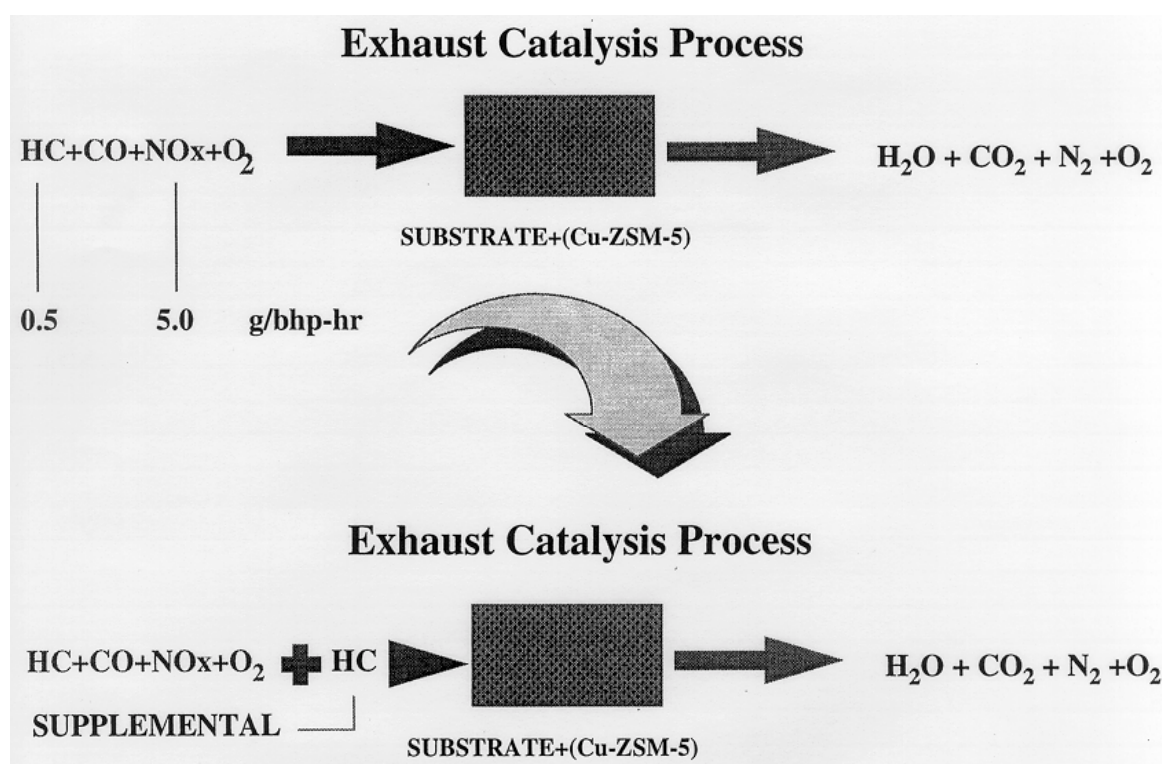 Exhaust Catalysis Process
HC+CO+NOx+O₂
H₂O + CO₂ + N₂ +O₂
SUBSTRATE+(Cu-ZSM-5)
0.5 5.0 g/bhp-hr
Exhaust Catalysis Process
HC+CO+NOx+O₂ + HC
H₂O + CO₂ + N₂ +O₂
SUPPLEMENTAL
SUBSTRATE+(Cu-ZSM-5)